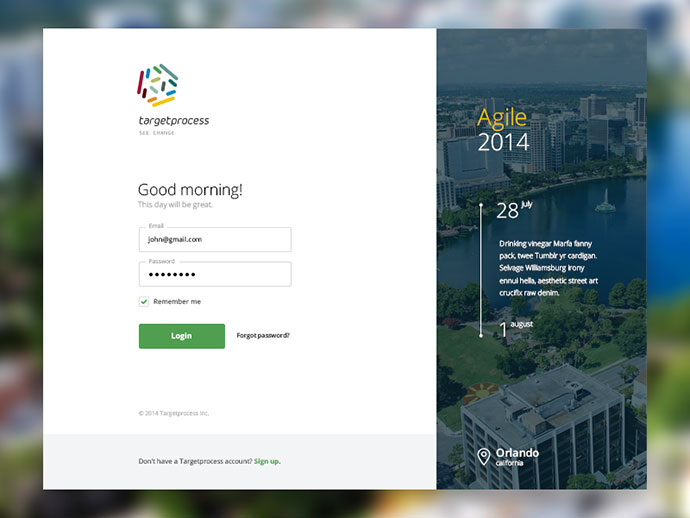 targetprocess
SEE. CHANGE.
Good morning!
This day will be great.
Email
john@gmail.com
Password
Remember me
Login
Forgot password?
© 2014 Targetprocess Inc.
Don't have a Targetprocess account? Sign up.
Agile
2014
28 july
Drinking vinegar Marfa fanny
pack, twee Tumblr yr cardigan.
Selvage Williamsburg irony
ennui hella, aesthetic street art
crucifix raw denim.
1 august
Orlando
california